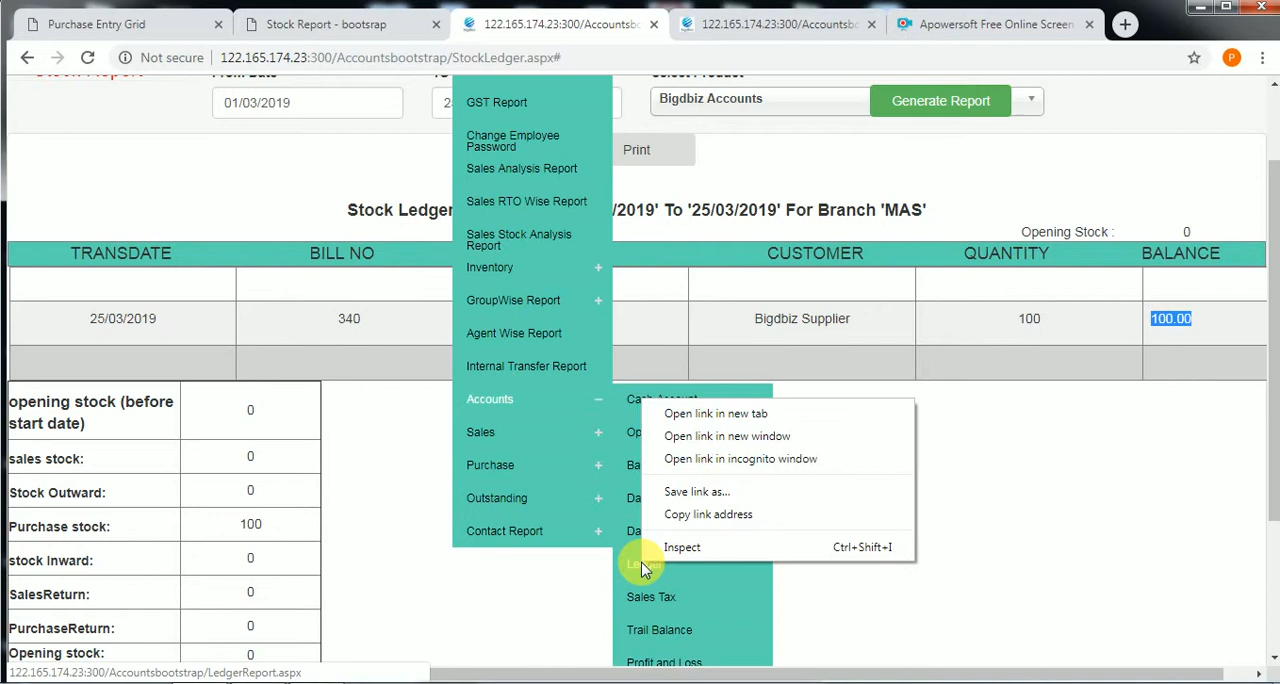 Purchase Entry Grid
Stock Report - bootsrap
122.165.174.23:300/Accountsbo
122.165.174.23:300/Accountsbo
Apowersoft Free Online Screen
Not secure
122.165.174.23:300/Accountsbootstrap/StockLedger.aspx#
P
01/03/2019
Bigdbiz Accounts
Generate Report
GST Report
Change Employee
Password
Print
Sales Analysis Report
Sales RTO Wise Report
Stock Ledger
/2019' To '25/03/2019' For Branch 'MAS'
Sales Stock Analysis
Report
Opening Stock : 0
TRANSDATE BILL NO CUSTOMER QUANTITY BALANCE
Inventory +
GroupWise Report +
25/03/2019 340 Bigdbiz Supplier 100 100.00
Agent Wise Report
Internal Transfer Report
Accounts −
Sales +
Purchase +
Outstanding +
Contact Report +
Sales Tax
Trail Balance
Profit and Loss
Open link in new tab
Open link in new window
Open link in incognito window
Save link as...
Copy link address
Inspect Ctrl+Shift+I
opening stock (before
start date) 0
sales stock: 0
Stock Outward: 0
Purchase stock: 100
stock Inward: 0
SalesReturn: 0
PurchaseReturn: 0
Opening stock: 0
122.165.174.23:300/Accountsbootstrap/LedgerReport.aspx